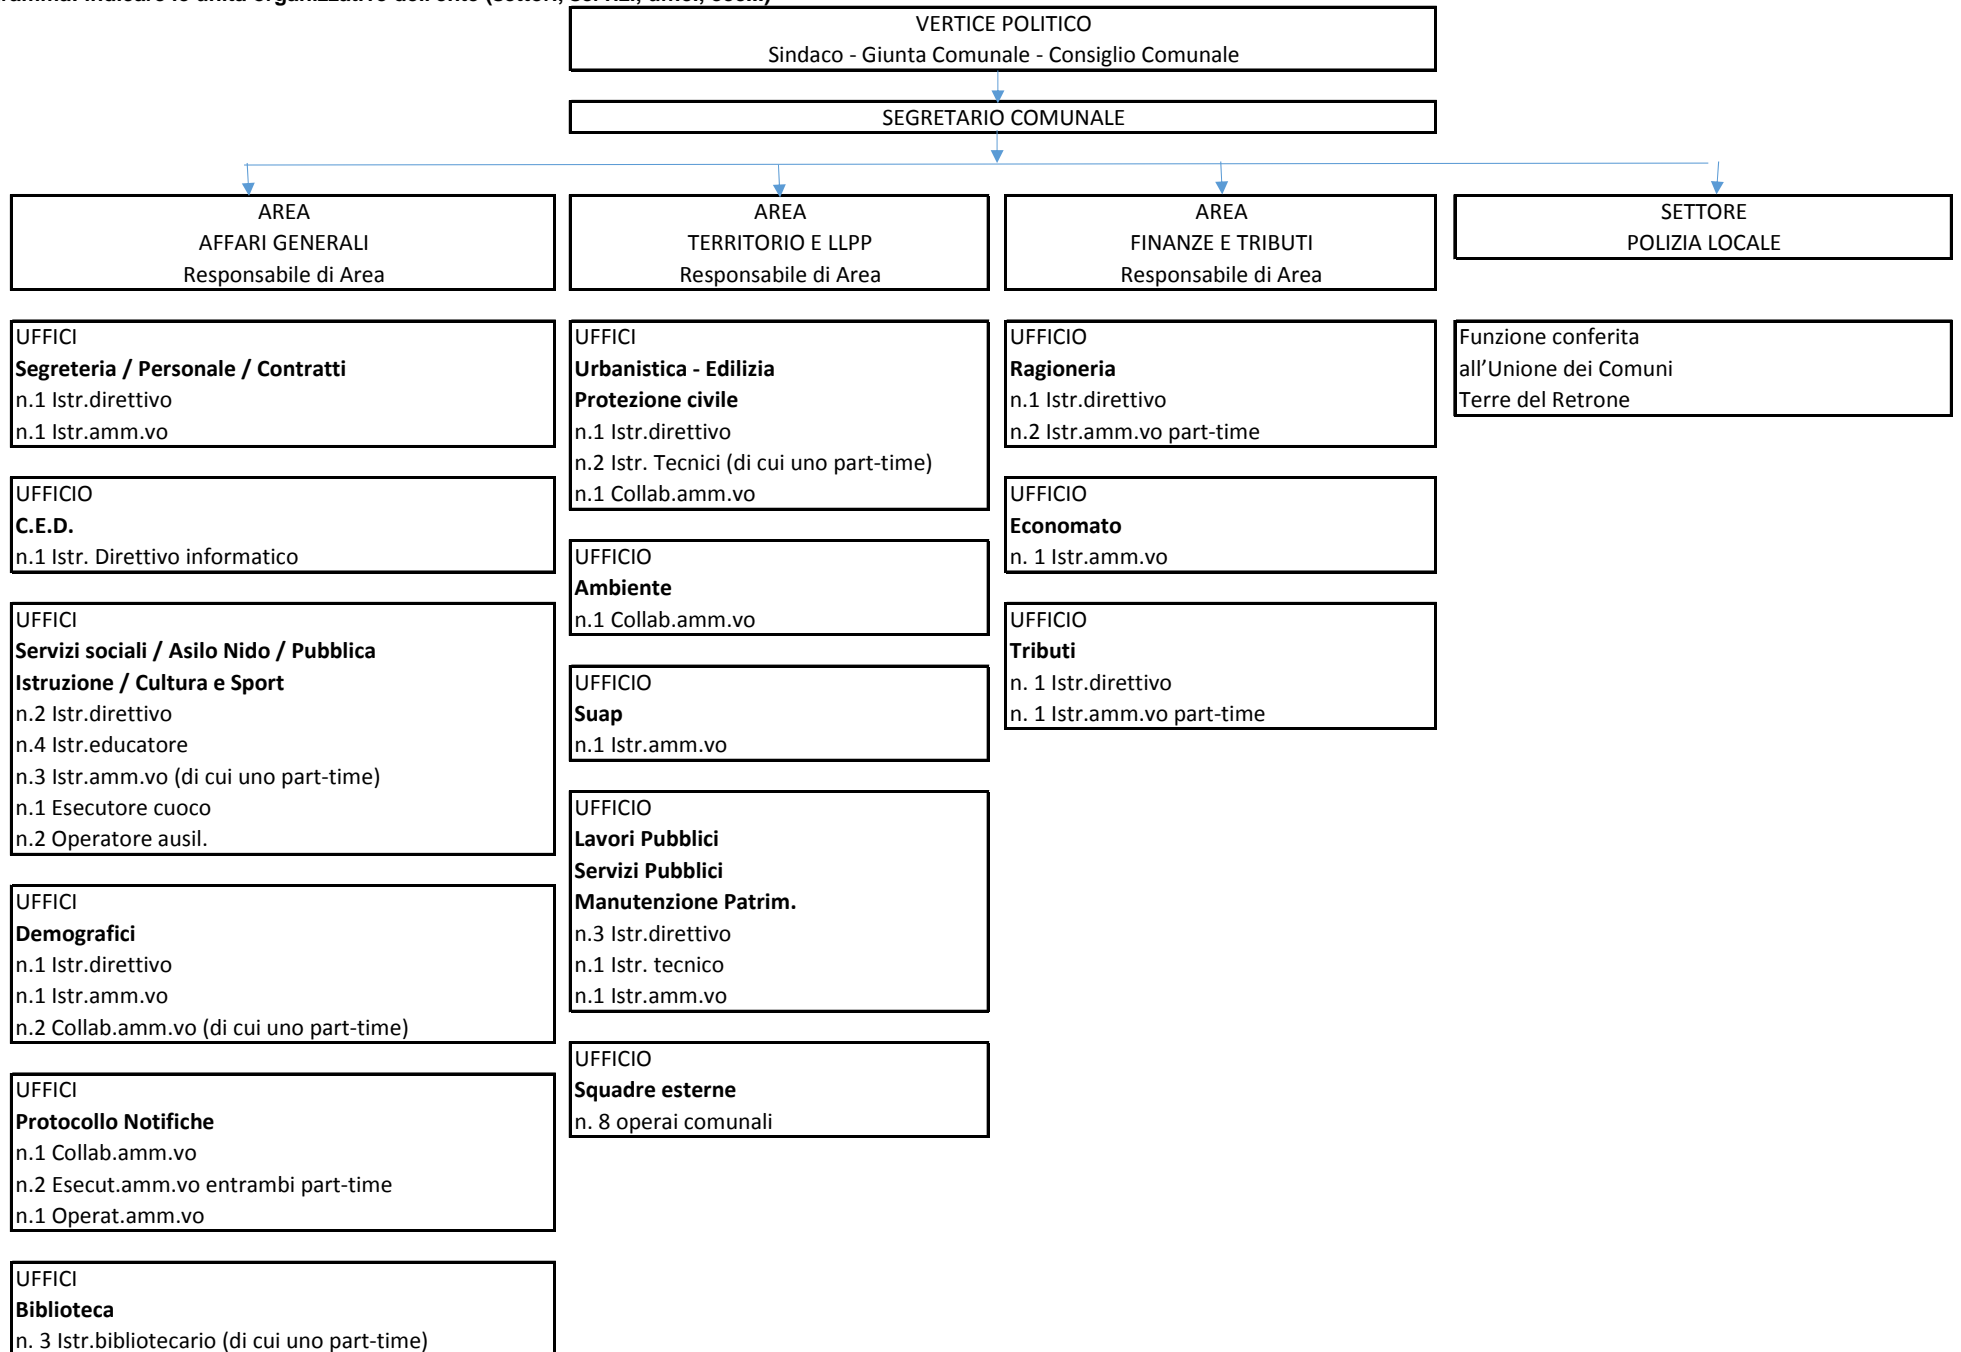 VERTICE POLITICO
Sindaco - Giunta Comunale - Consiglio Comunale
SEGRETARIO COMUNALE
AREA
AFFARI GENERALI
Responsabile di Area
AREA
TERRITORIO E LLPP
Responsabile di Area
AREA
FINANZE E TRIBUTI
Responsabile di Area
SETTORE
POLIZIA LOCALE
UFFICI
Segreteria / Personale / Contratti
n.1 Istr.direttivo
n.1 Istr.amm.vo
UFFICIO
C.E.D.
n.1 Istr. Direttivo informatico
UFFICI
Servizi sociali / Asilo Nido / Pubblica
Istruzione / Cultura e Sport
n.2 Istr.direttivo
n.4 Istr.educatore
n.3 Istr.amm.vo (di cui uno part-time)
n.1 Esecutore cuoco
n.2 Operatore ausil.
UFFICI
Demografici
n.1 Istr.direttivo
n.1 Istr.amm.vo
n.2 Collab.amm.vo (di cui uno part-time)
UFFICI
Protocollo Notifiche
n.1 Collab.amm.vo
n.2 Esecut.amm.vo entrambi part-time
n.1 Operat.amm.vo
UFFICI
Biblioteca
n. 3 Istr.bibliotecario (di cui uno part-time)
UFFICI
Urbanistica - Edilizia
Protezione civile
n.1 Istr.direttivo
n.2 Istr. Tecnici (di cui uno part-time)
n.1 Collab.amm.vo
UFFICIO
Ambiente
n.1 Collab.amm.vo
UFFICIO
Suap
n.1 Istr.amm.vo
UFFICIO
Lavori Pubblici
Servizi Pubblici
Manutenzione Patrim.
n.3 Istr.direttivo
n.1 Istr. tecnico
n.1 Istr.amm.vo
UFFICIO
Squadre esterne
n. 8 operai comunali
UFFICIO
Ragioneria
n.1 Istr.direttivo
n.2 Istr.amm.vo part-time
UFFICIO
Economato
n. 1 Istr.amm.vo
UFFICIO
Tributi
n. 1 Istr.direttivo
n. 1 Istr.amm.vo part-time
Funzione conferita
all’Unione dei Comuni
Terre del Retrone